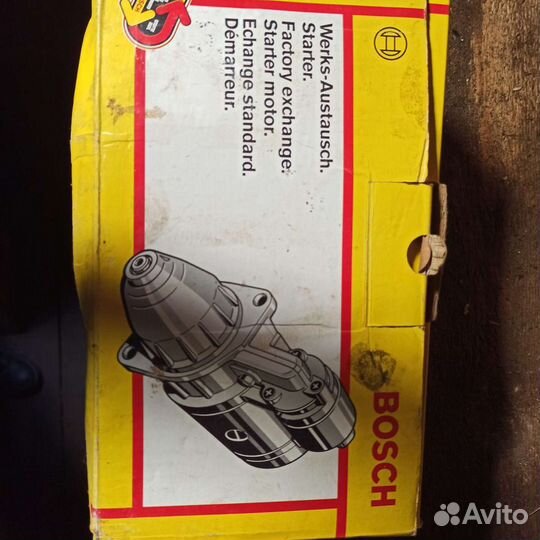 Werks-Austausch.
Starter.
Factory exchange.
Starter motor.
Echange standard.
Démarreur.
BOSCH
Avito